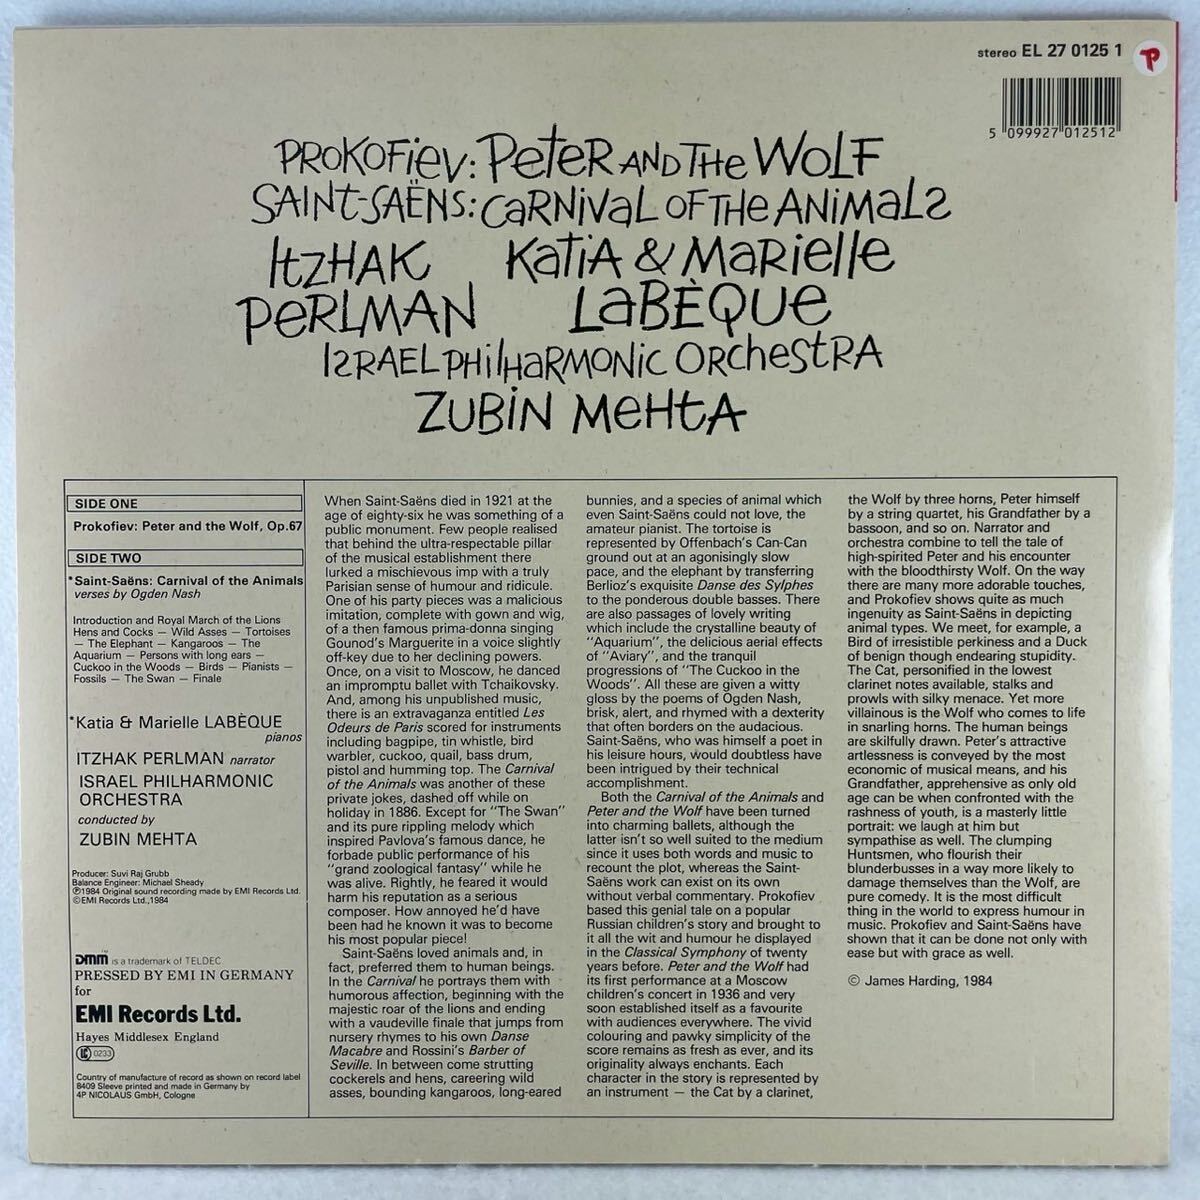 stereo EL 27 0125 1
P
5 099927 012512
PROKOFiev: PeteR AND THe WOLF
SAINT-SAËNS: CaRNiVaL OF THe ANiMaLS
ItZHAK KatiA & MaRielle
PeRLMAN LaBÈQUe
ISRAEL PHilHaRMONiC ORCheStRA
ZUBiN MeHtA
SIDE ONE
Prokofiev: Peter and the Wolf, Op.67
SIDE TWO
*Saint-Saëns: Carnival of the Animals
verses by Ogden Nash
Introduction and Royal March of the Lions
Hens and Cocks — Wild Asses — Tortoises
— The Elephant — Kangaroos — The
Aquarium — Persons with long ears —
Cuckoo in the Woods — Birds — Pianists —
Fossils — The Swan — Finale
*Katia & Marielle LABÈQUE
pianos
ITZHAK PERLMAN narrator
ISRAEL PHILHARMONIC
ORCHESTRA
conducted by
ZUBIN MEHTA
Producer: Suvi Raj Grubb
Balance Engineer: Michael Sheady
℗1984 Original sound recording made by EMI Records Ltd.
©EMI Records Ltd.,1984
dmm™ is a trademark of TELDEC
PRESSED BY EMI IN GERMANY
for
EMI Records Ltd.
Hayes Middlesex England
LC 0233
Country of manufacture of record as shown on record label
8409 Sleeve printed and made in Germany by
4P NICOLAUS GmbH, Cologne
When Saint-Saëns died in 1921 at the
age of eighty-six he was something of a
public monument. Few people realised
that behind the ultra-respectable pillar
of the musical establishment there
lurked a mischievous imp with a truly
Parisian sense of humour and ridicule.
One of his party pieces was a malicious
imitation, complete with gown and wig,
of a then famous prima-donna singing
Gounod's Marguerite in a voice slightly
off-key due to her declining powers.
Once, on a visit to Moscow, he danced
an impromptu ballet with Tchaikovsky.
And, among his unpublished music,
there is an extravaganza entitled Les
Odeurs de Paris scored for instruments
including bagpipe, tin whistle, bird
warbler, cuckoo, quail, bass drum,
pistol and humming top. The Carnival
of the Animals was another of these
private jokes, dashed off while on
holiday in 1886. Except for "The Swan"
and its pure rippling melody which
inspired Pavlova's famous dance, he
forbade public performance of his
"grand zoological fantasy" while he
was alive. Rightly, he feared it would
harm his reputation as a serious
composer. How annoyed he'd have
been had he known it was to become
his most popular piece!
Saint-Saëns loved animals and, in
fact, preferred them to human beings.
In the Carnival he portrays them with
humorous affection, beginning with the
majestic roar of the lions and ending
with a vaudeville finale that jumps from
nursery rhymes to his own Danse
Macabre and Rossini's Barber of
Seville. In between come strutting
cockerels and hens, careering wild
asses, bounding kangaroos, long-eared
bunnies, and a species of animal which
even Saint-Saëns could not love, the
amateur pianist. The tortoise is
represented by Offenbach's Can-Can
ground out at an agonisingly slow
pace, and the elephant by transferring
Berlioz's exquisite Danse des Sylphes
to the ponderous double basses. There
are also passages of lovely writing
which include the crystalline beauty of
"Aquarium", the delicious aerial effects
of "Aviary", and the tranquil
progressions of "The Cuckoo in the
Woods". All these are given a witty
gloss by the poems of Ogden Nash,
brisk, alert, and rhymed with a dexterity
that often borders on the audacious.
Saint-Saëns, who was himself a poet in
his leisure hours, would doubtless have
been intrigued by their technical
accomplishment.
Both the Carnival of the Animals and
Peter and the Wolf have been turned
into charming ballets, although the
latter isn't so well suited to the medium
since it uses both words and music to
recount the plot, whereas the Saint-
Saëns work can exist on its own
without verbal commentary. Prokofiev
based this genial tale on a popular
Russian children's story and brought to
it all the wit and humour he displayed
in the Classical Symphony of twenty
years before. Peter and the Wolf had
its first performance at a Moscow
children's concert in 1936 and very
soon established itself as a favourite
with audiences everywhere. The vivid
colouring and pawky simplicity of the
score remains as fresh as ever, and its
originality always enchants. Each
character in the story is represented by
an instrument — the Cat by a clarinet,
the Wolf by three horns, Peter himself
by a string quartet, his Grandfather by a
bassoon, and so on. Narrator and
orchestra combine to tell the tale of
high-spirited Peter and his encounter
with the bloodthirsty Wolf. On the way
there are many more adorable touches,
and Prokofiev shows quite as much
ingenuity as Saint-Saëns in depicting
animal types. We meet, for example, a
Bird of irresistible perkiness and a Duck
of benign though endearing stupidity.
The Cat, personified in the lowest
clarinet notes available, stalks and
prowls with silky menace. Yet more
villainous is the Wolf who comes to life
in snarling horns. The human beings
are skilfully drawn. Peter's attractive
artlessness is conveyed by the most
economic of musical means, and his
Grandfather, apprehensive as only old
age can be when confronted with the
rashness of youth, is a masterly little
portrait: we laugh at him but
sympathise as well. The clumping
Huntsmen, who flourish their
blunderbusses in a way more likely to
damage themselves than the Wolf, are
pure comedy. It is the most difficult
thing in the world to express humour in
music. Prokofiev and Saint-Saëns have
shown that it can be done not only with
ease but with grace as well.
© James Harding, 1984